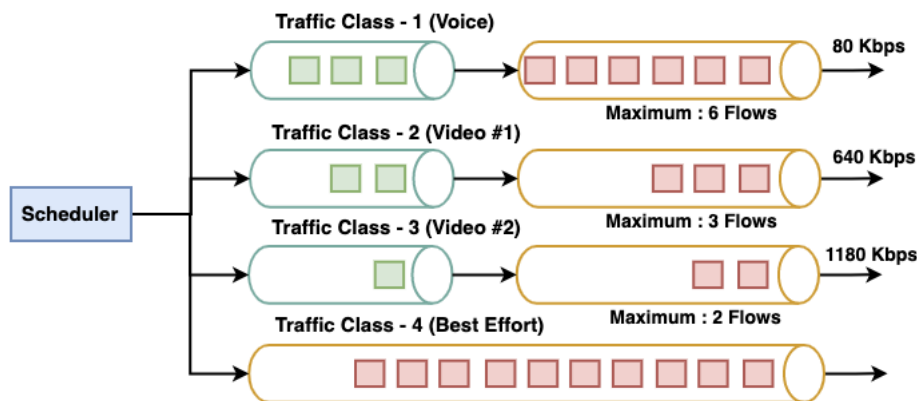 Traffic Class - 1 (Voice)
80 Kbps
Maximum : 6 Flows
Traffic Class - 2 (Video #1)
640 Kbps
Maximum : 3 Flows
Scheduler
Traffic Class - 3 (Video #2)
1180 Kbps
Maximum : 2 Flows
Traffic Class - 4 (Best Effort)